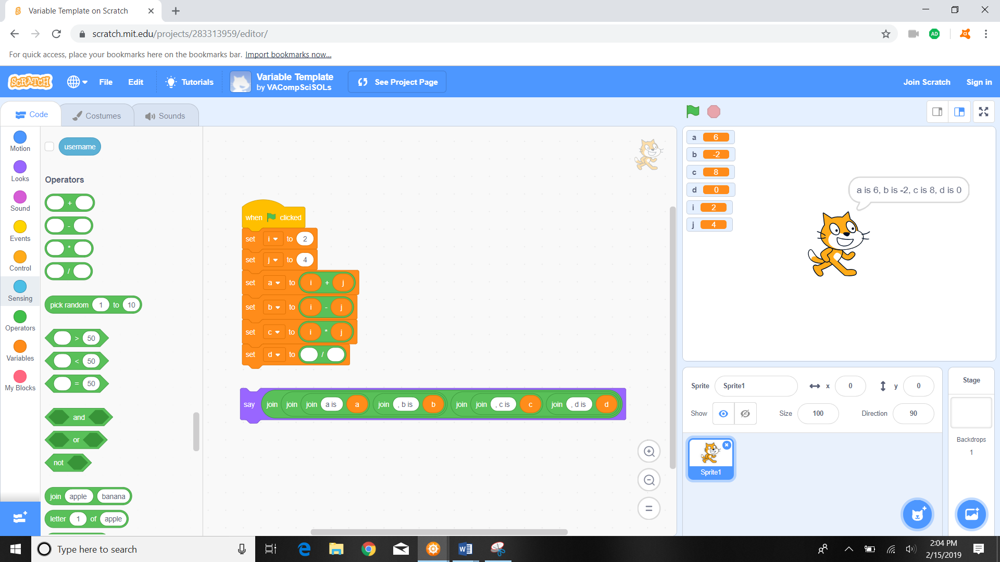 Variable Template on Scratch
scratch.mit.edu/projects/283313959/editor/
For quick access, place your bookmarks here on the bookmarks bar. Import bookmarks now...
SCRATCH
File
Edit
Tutorials
Variable Template
by VACompSciSOLs
See Project Page
Join Scratch
Sign in
Code
Costumes
Sounds
Motion
Looks
Sound
Events
Control
Sensing
Operators
Variables
My Blocks
username
Operators
+
-
*
/
pick random 1 to 10
> 50
< 50
= 50
and
or
not
join apple banana
letter 1 of apple
when clicked
set i to 2
set j to 4
set a to i + j
set b to i - j
set c to i * j
set d to /
say join join join a is a join , b is b join join , c is c join , d is d
a 6
b -2
c 8
d 0
i 2
j 4
a is 6, b is -2, c is 8, d is 0
Sprite Sprite1 x 0 y 0
Show Size 100 Direction 90
Sprite1
Stage
Backdrops
1
Type here to search
2:04 PM
2/15/2019